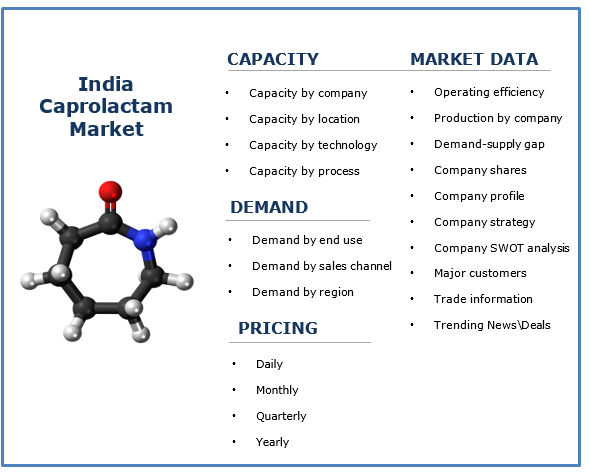 India
Caprolactam
Market
CAPACITY
• Capacity by company
• Capacity by location
• Capacity by technology
• Capacity by process
DEMAND
• Demand by end use
• Demand by sales channel
• Demand by region
PRICING
• Daily
• Monthly
• Quarterly
• Yearly
MARKET DATA
• Operating efficiency
• Production by company
• Demand-supply gap
• Company shares
• Company profile
• Company strategy
• Company SWOT analysis
• Major customers
• Trade information
• Trending News\Deals